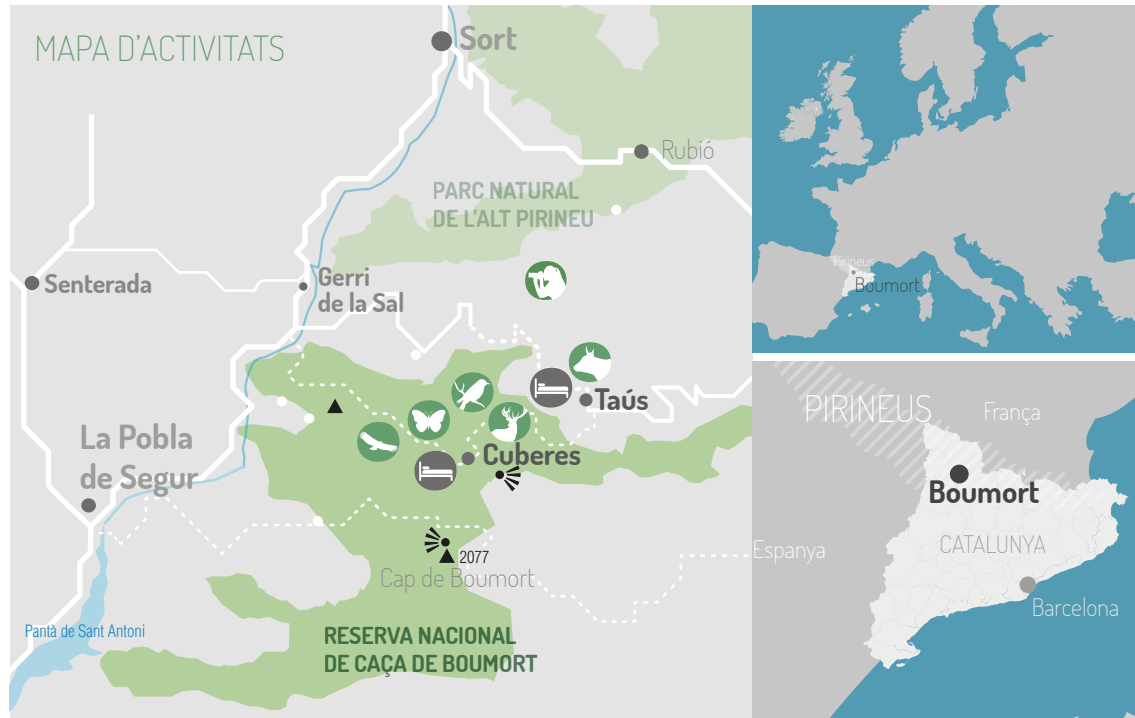 MAPA D'ACTIVITATS
Sort
Rubió
PARC NATURAL
DE L'ALT PIRINEU
Senterada
Gerri
de la Sal
Taús
La Pobla
de Segur
Cuberes
2077
Cap de Boumort
Pantà de Sant Antoni
RESERVA NACIONAL
DE CAÇA DE BOUMORT
Pirineus
Boumort
PIRINEUS
França
Boumort
CATALUNYA
Espanya
Barcelona